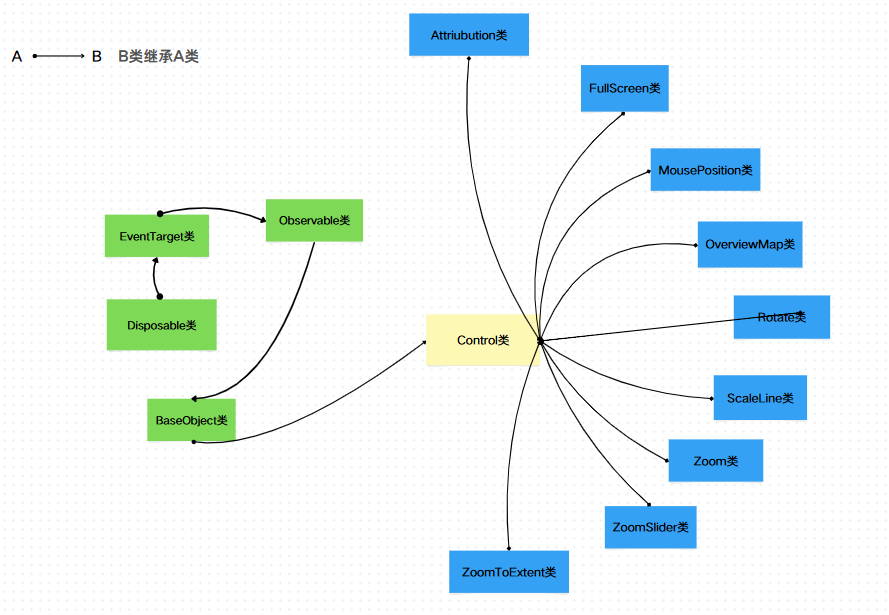 Attriubution类
A B B类继承A类
FullScreen类
MousePosition类
Observable类
EventTarget类
OverviewMap类
Disposable类
Rotate类
Control类
ScaleLine类
BaseObject类
Zoom类
ZoomSlider类
ZoomToExtent类